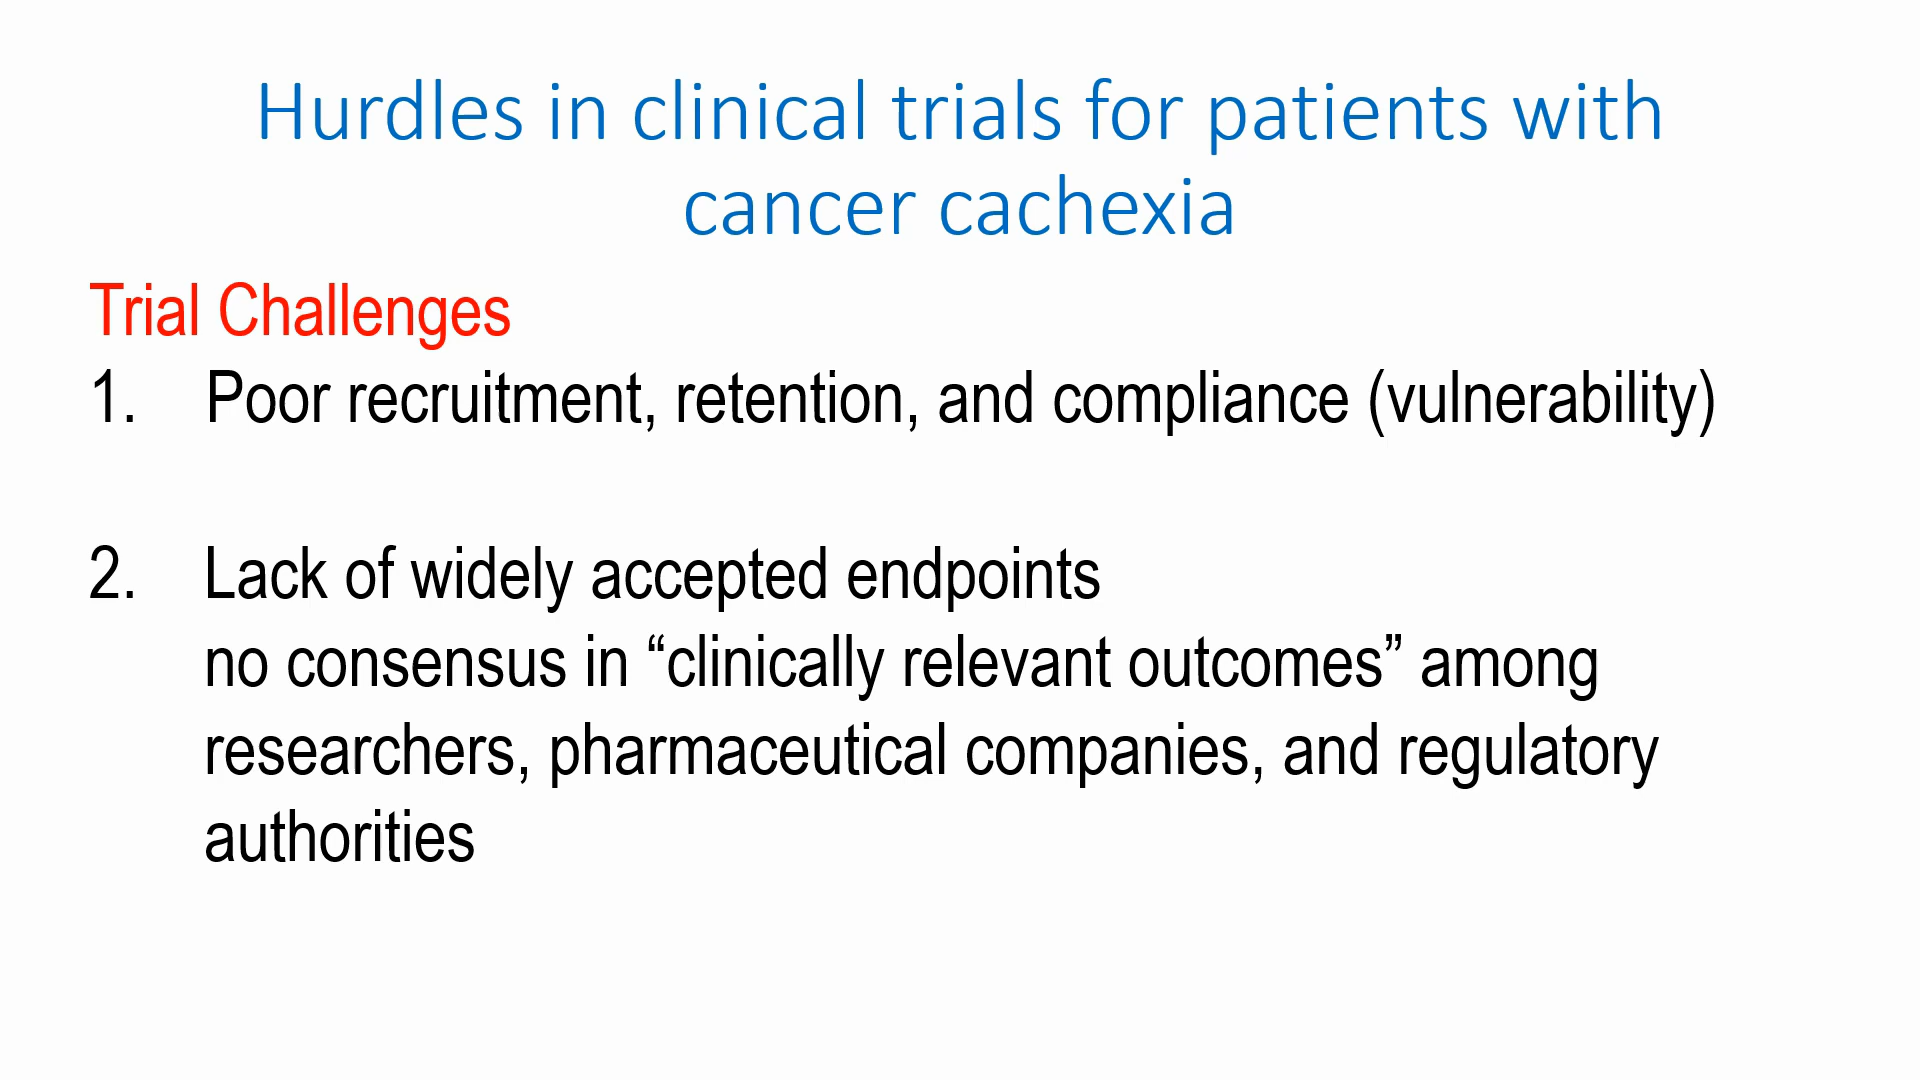 Hurdles in clinical trials for patients with
cancer cachexia
Trial Challenges
1. Poor recruitment, retention, and compliance (vulnerability)
2. Lack of widely accepted endpoints
no consensus in “clinically relevant outcomes” among
researchers, pharmaceutical companies, and regulatory
authorities